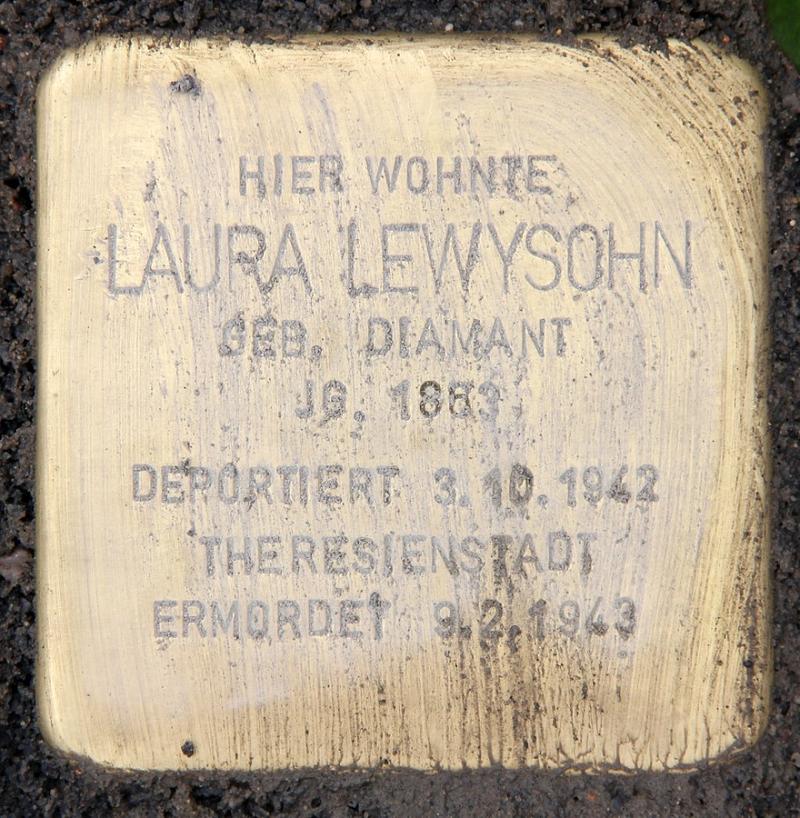 HIER WOHNTE
LAURA LEWYSOHN
GEB. DIAMANT
JG. 1863
DEPORTIERT 3.10.1942
THERESIENSTADT
ERMORDET 9.2.1943